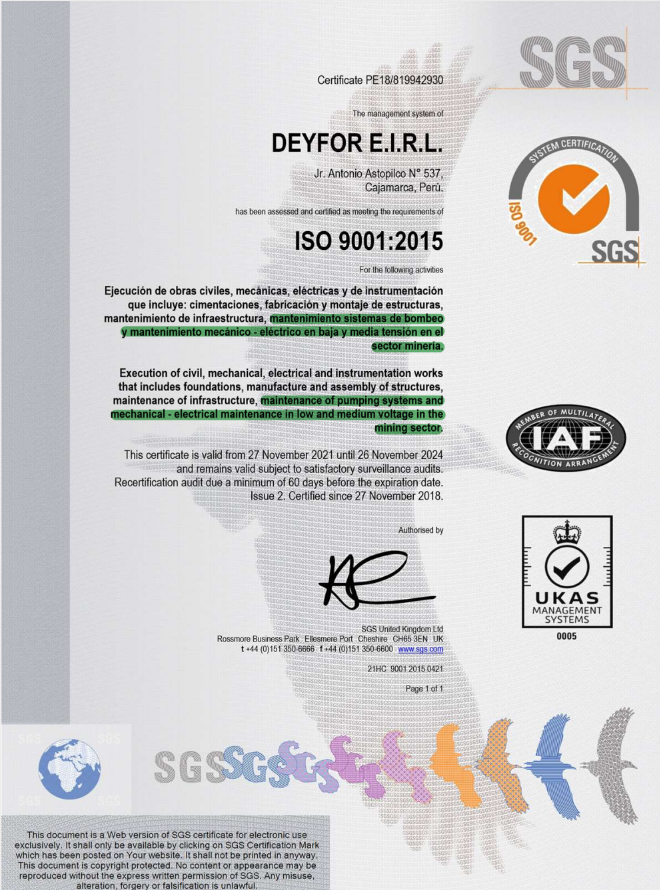 SGS
Certificate PE18/819942930
The management system of
DEYFOR E.I.R.L.
Jr. Antonio Astopilco N° 537,
Cajamarca, Perú.
has been assessed and certified as meeting the requirements of
ISO 9001:2015
For the following activities
Ejecución de obras civiles, mecánicas, eléctricas y de instrumentación
que incluye: cimentaciones, fabricación y montaje de estructuras,
mantenimiento de infraestructura, mantenimiento sistemas de bombeo
y mantenimiento mecánico - eléctrico en baja y media tensión en el
sector minería.
Execution of civil, mechanical, electrical and instrumentation works
that includes foundations, manufacture and assembly of structures,
maintenance of infrastructure, maintenance of pumping systems and
mechanical - electrical maintenance in low and medium voltage in the
mining sector.
This certificate is valid from 27 November 2021 until 26 November 2024
and remains valid subject to satisfactory surveillance audits.
Recertification audit due a minimum of 60 days before the expiration date.
Issue 2. Certified since 27 November 2018.
Authorised by
SGS United Kingdom Ltd
Rossmore Business Park Ellesmere Port Cheshire CH65 3EN UK
t +44 (0)151 350-6666 f +44 (0)151 350-6600 www.sgs.com
21HC 9001 2015 0421
Page 1 of 1
SYSTEM CERTIFICATION
ISO 9001
SGS
MEMBER OF MULTILATERAL
IAF
RECOGNITION ARRANGEMENT
UKAS
MANAGEMENT
SYSTEMS
0005
SGS SGS
This document is a Web version of SGS certificate for electronic use
exclusively. It shall only be available by clicking on SGS Certification Mark
which has been posted on Your website. It shall not be printed in anyway.
This document is copyright protected. No content or appearance may be
reproduced without the express written permission of SGS. Any misuse,
alteration, forgery or falsification is unlawful.